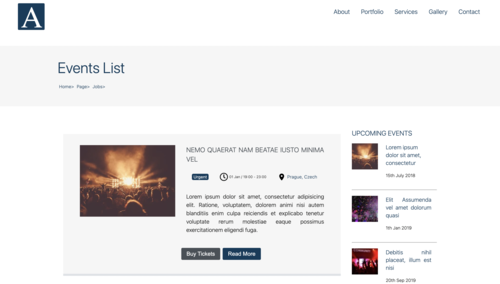 A
About Portfolio Services Gallery Contact
Events List
Home> Page> Jobs>
NEMO QUAERAT NAM BEATAE IUSTO MINIMA
VEL
Urgent 01 Jan / 19:00 - 23:00 Prague, Czech
Lorem ipsum dolor sit amet, consectetur adipisicing
elit. Ratione, voluptatem, dolorem animi nisi autem
blanditiis enim culpa reiciendis et explicabo tenetur
voluptate rerum molestiae eaque possimus
exercitationem eligendi fuga.
Buy Tickets Read More
UPCOMING EVENTS
Lorem ipsum
dolor sit amet,
consectetur
15th July 2018
Elit Assumenda
vel amet dolorum
quasi
1th Jan 2018
Debitis nihil
placeat, illum est
nisi
20th Sep 2019